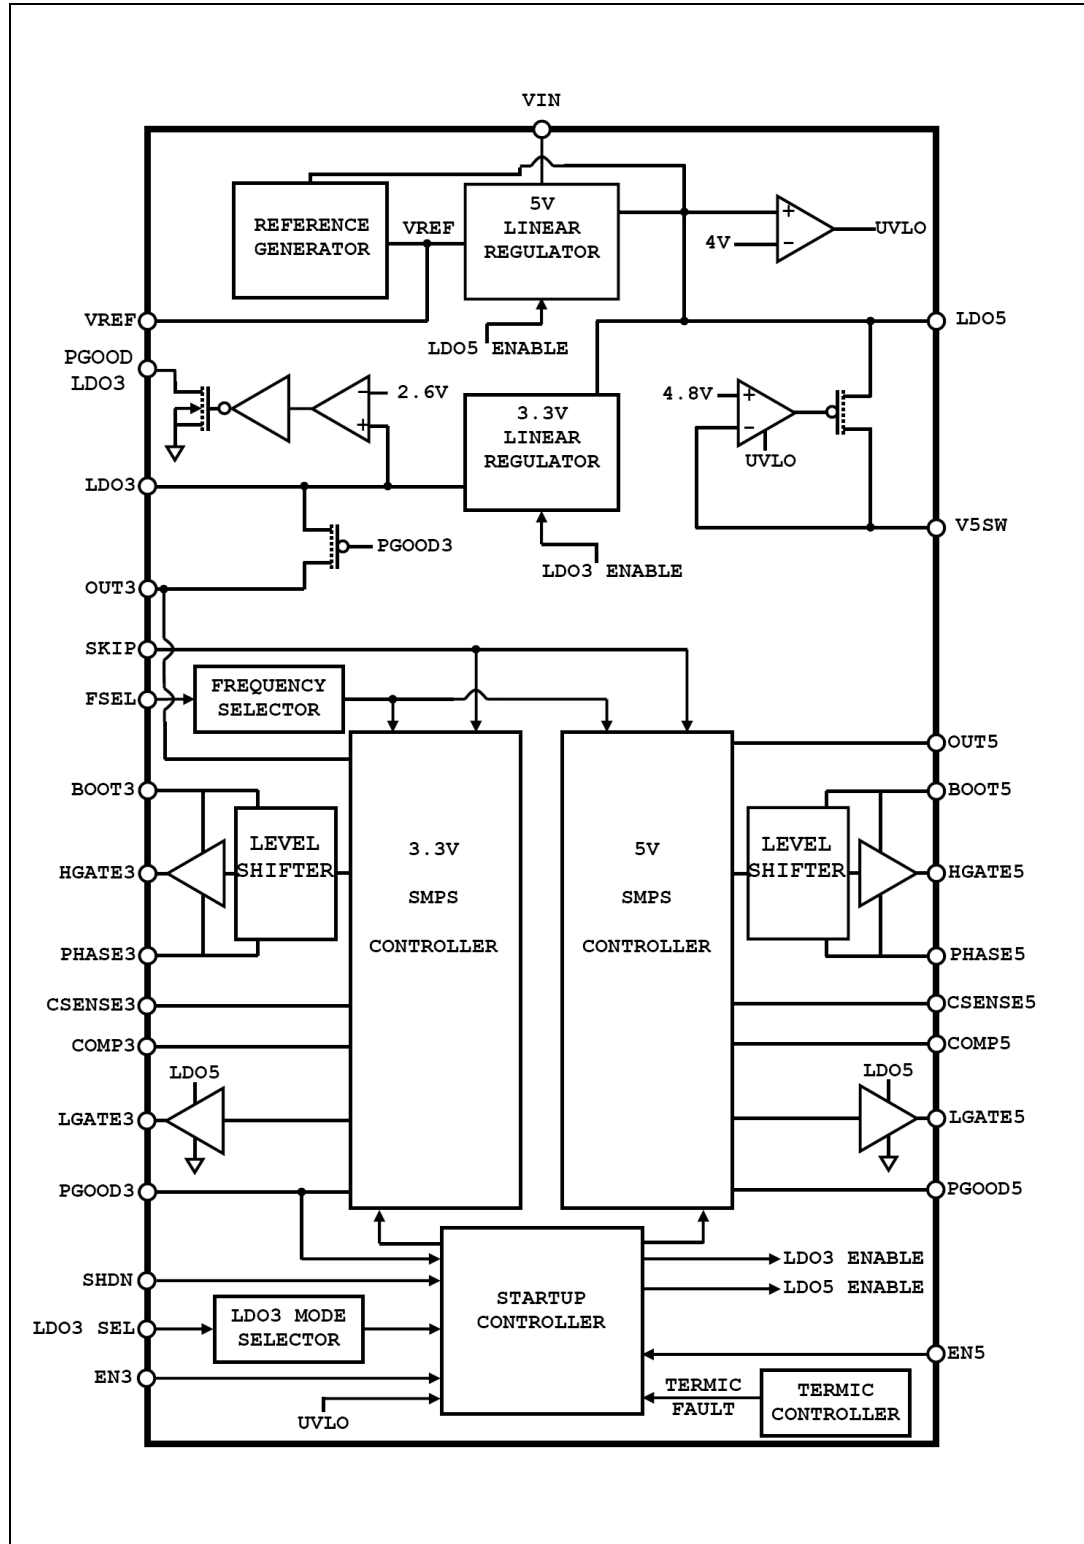 VIN
REFERENCE
GENERATOR
VREF
5V
LINEAR
REGULATOR
+
4V
−
UVLO
VREF
LDO5 ENABLE
LDO5
PGOOD
LDO3
−
2.6V
+
3.3V
LINEAR
REGULATOR
4.8V
+
−
UVLO
LDO3
PGOOD3
LDO3 ENABLE
V5SW
OUT3
SKIP
FSEL
FREQUENCY
SELECTOR
OUT5
BOOT3
LEVEL
SHIFTER
HGATE3
PHASE3
CSENSE3
COMP3
LDO5
LGATE3
PGOOD3
3.3V
SMPS
CONTROLLER
5V
SMPS
CONTROLLER
BOOT5
LEVEL
SHIFTER
HGATE5
PHASE5
CSENSE5
COMP5
LDO5
LGATE5
PGOOD5
SHDN
LDO3 SEL
LDO3 MODE
SELECTOR
EN3
UVLO
STARTUP
CONTROLLER
LDO3 ENABLE
LDO5 ENABLE
EN5
TERMIC
FAULT
TERMIC
CONTROLLER